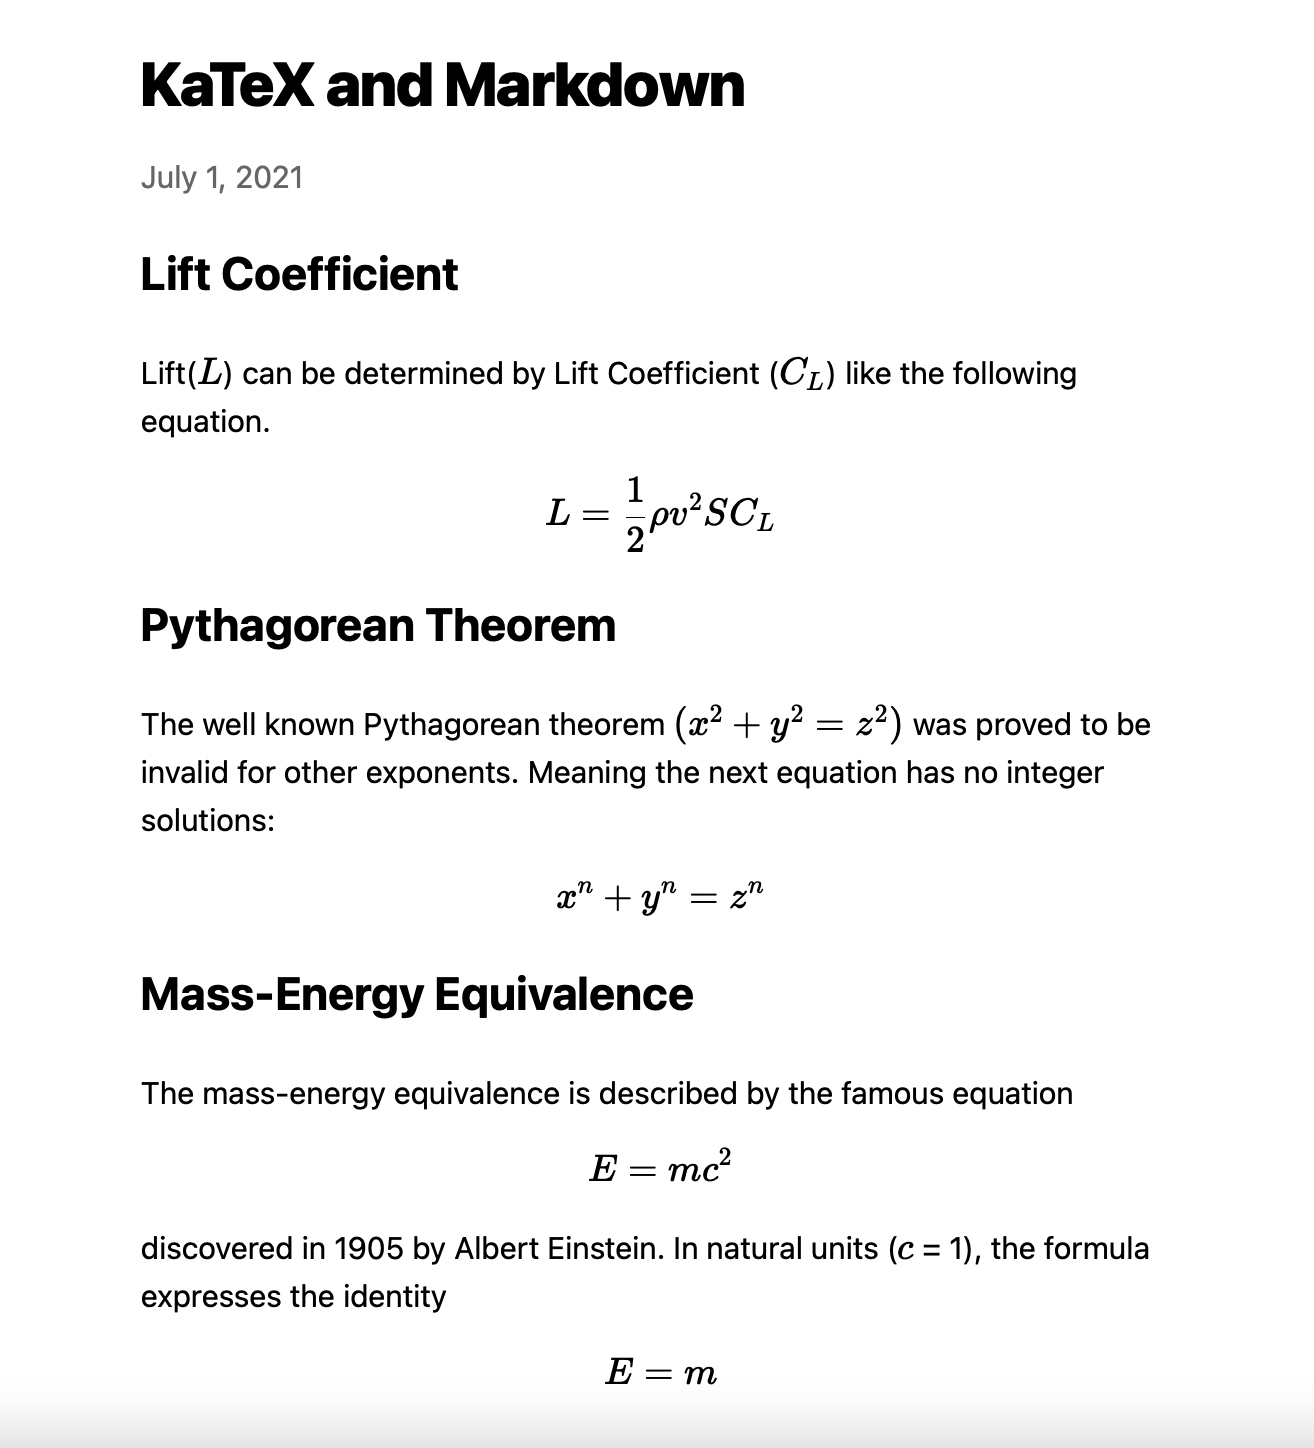 KaTeX and Markdown
July 1, 2021
Lift Coefficient
Lift(L) can be determined by Lift Coefficient (C_L) like the following
equation.
L = \frac{1}{2} ρv^2 SC_L
Pythagorean Theorem
The well known Pythagorean theorem (x^2 + y^2 = z^2) was proved to be
invalid for other exponents. Meaning the next equation has no integer
solutions:
x^n + y^n = z^n
Mass-Energy Equivalence
The mass-energy equivalence is described by the famous equation
E = mc^2
discovered in 1905 by Albert Einstein. In natural units (c = 1), the formula
expresses the identity
E = m